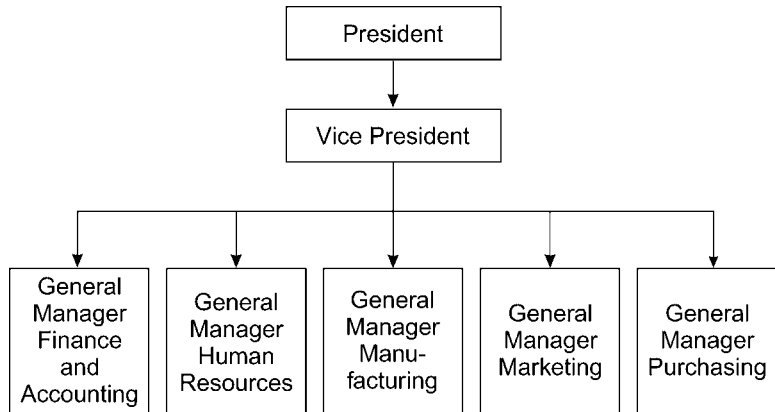 President
Vice President
General
Manager
Finance
and
Accounting
General
Manager
Human
Resources
General
Manager
Manu-
facturing
General
Manager
Marketing
General
Manager
Purchasing